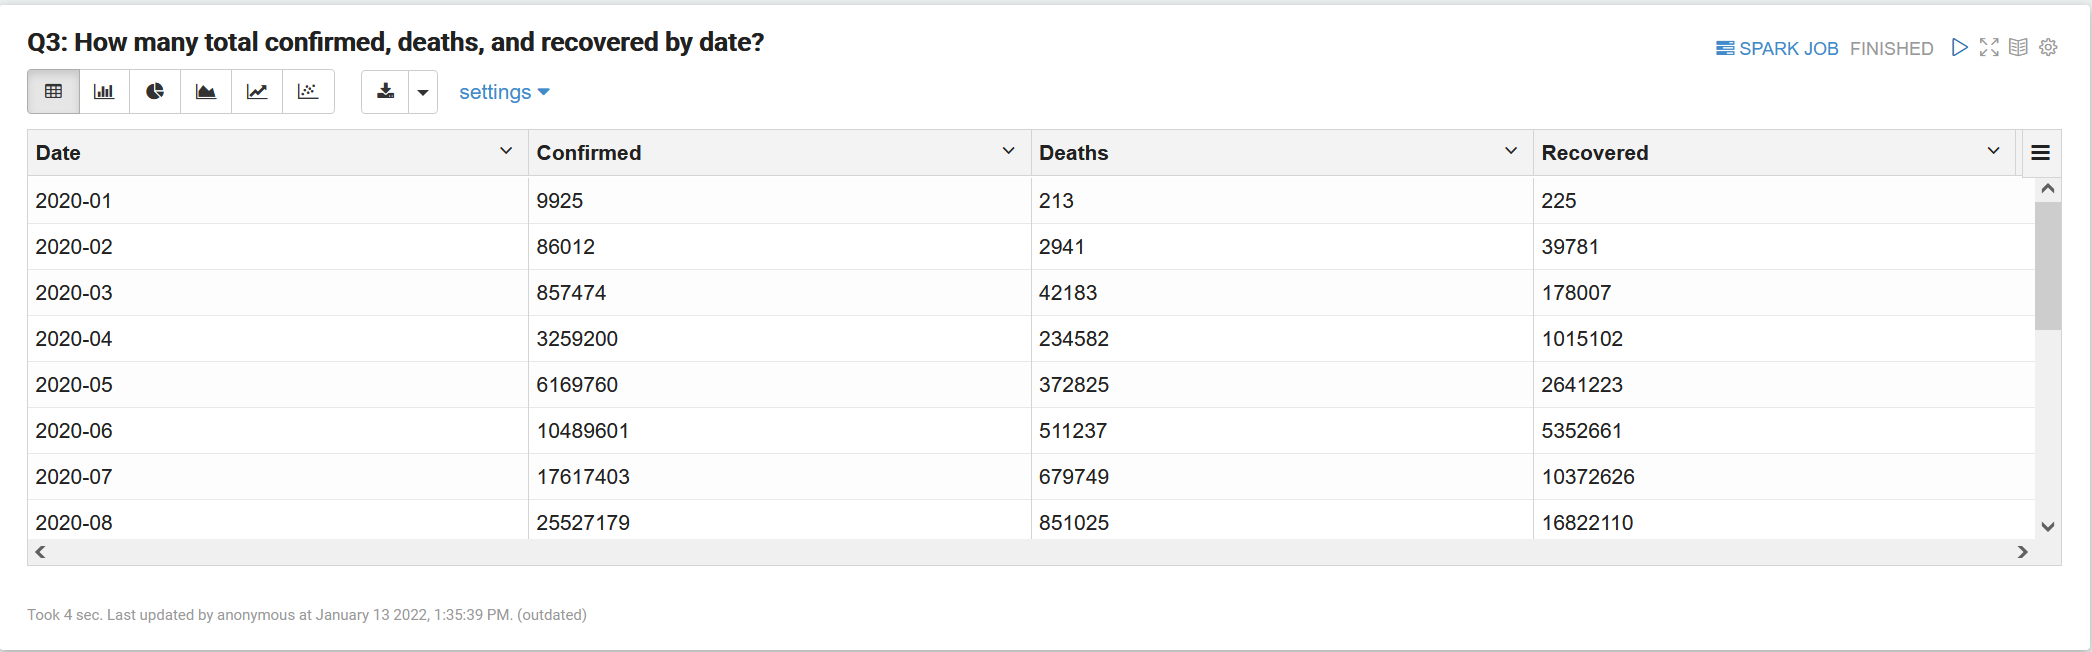 Q3: How many total confirmed, deaths, and recovered by date?
SPARK JOB FINISHED
settings
Date Confirmed Deaths Recovered
2020-01 9925 213 225
2020-02 86012 2941 39781
2020-03 857474 42183 178007
2020-04 3259200 234582 1015102
2020-05 6169760 372825 2641223
2020-06 10489601 511237 5352661
2020-07 17617403 679749 10372626
2020-08 25527179 851025 16822110
Took 4 sec. Last updated by anonymous at January 13 2022, 1:35:39 PM. (outdated)